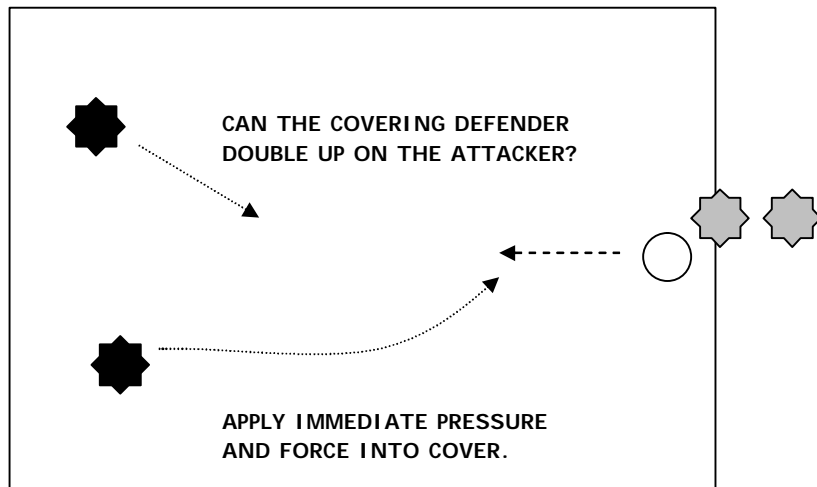 CAN THE COVERING DEFENDER
DOUBLE UP ON THE ATTACKER?
APPLY IMMEDIATE PRESSURE
AND FORCE INTO COVER.